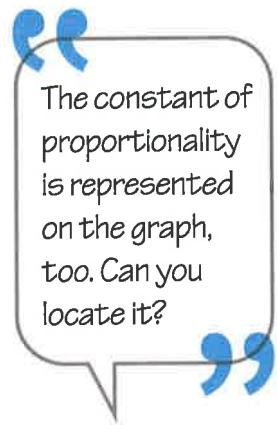 The constant of
proportionality
is represented
on the graph,
too. Can you
locate it?